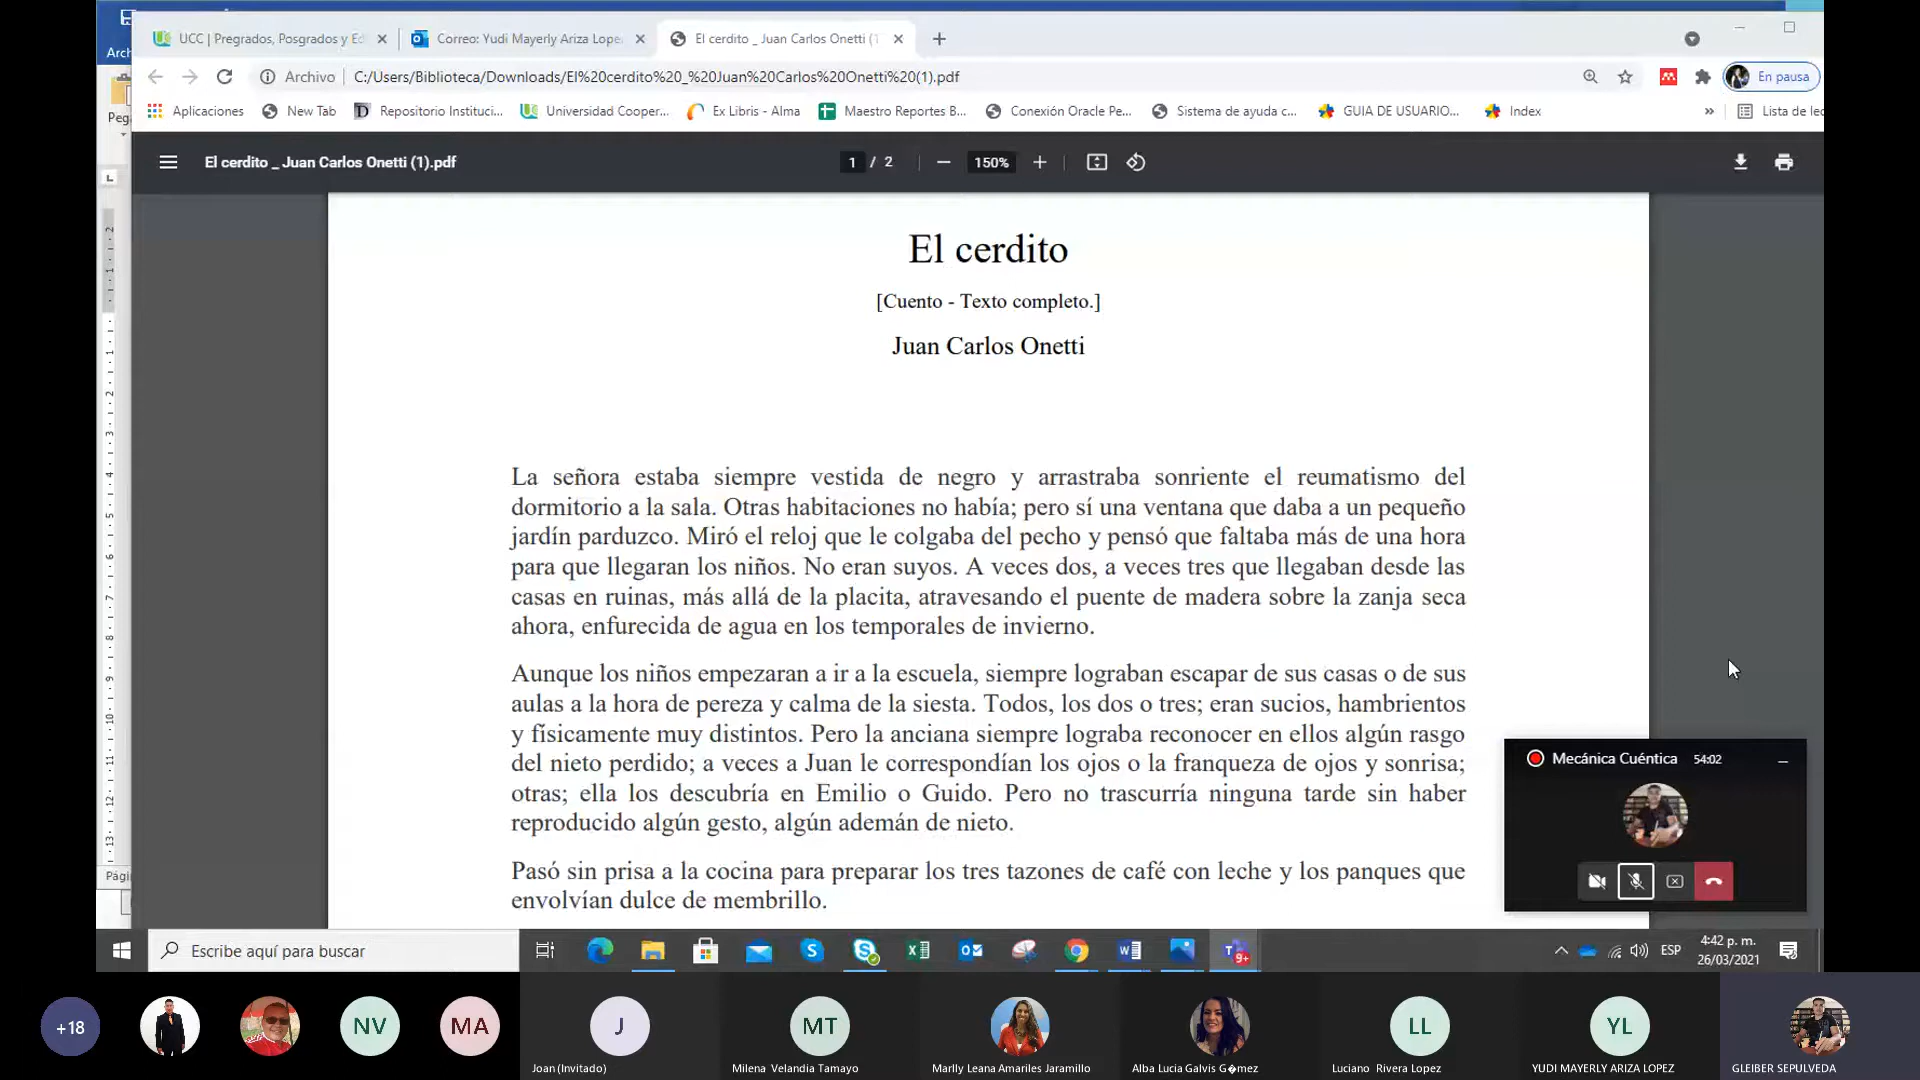 Arch
UCC | Pregrados, Posgrados y Ed
Correo: Yudi Mayerly Ariza Lope
El cerdito _ Juan Carlos Onetti (1
Archivo
C:/Users/Biblioteca/Downloads/El%20cerdito%20_%20Juan%20Carlos%20Onetti%20(1).pdf
En pausa
Pega
Aplicaciones
New Tab
Repositorio Instituci...
Universidad Cooper...
Ex Libris - Alma
Maestro Reportes B...
Conexión Oracle Pe...
Sistema de ayuda c...
GUIA DE USUARIO...
Index
»
Lista de lec
El cerdito _ Juan Carlos Onetti (1).pdf
1 / 2
150%
El cerdito
[Cuento - Texto completo.]
Juan Carlos Onetti
La señora estaba siempre vestida de negro y arrastraba sonriente el reumatismo del
dormitorio a la sala. Otras habitaciones no había; pero sí una ventana que daba a un pequeño
jardín parduzco. Miró el reloj que le colgaba del pecho y pensó que faltaba más de una hora
para que llegaran los niños. No eran suyos. A veces dos, a veces tres que llegaban desde las
casas en ruinas, más allá de la placita, atravesando el puente de madera sobre la zanja seca
ahora, enfurecida de agua en los temporales de invierno.
Aunque los niños empezaran a ir a la escuela, siempre lograban escapar de sus casas o de sus
aulas a la hora de pereza y calma de la siesta. Todos, los dos o tres; eran sucios, hambrientos
y físicamente muy distintos. Pero la anciana siempre lograba reconocer en ellos algún rasgo
del nieto perdido; a veces a Juan le correspondían los ojos o la franqueza de ojos y sonrisa;
otras; ella los descubría en Emilio o Guido. Pero no trascurría ninguna tarde sin haber
reproducido algún gesto, algún ademán de nieto.
Pasó sin prisa a la cocina para preparar los tres tazones de café con leche y los panques que
envolvían dulce de membrillo.
Mecánica Cuéntica 54:02
Págin
Escribe aquí para buscar
9+
ESP
4:42 p. m.
26/03/2021
+18
NV
MA
J
MT
LL
YL
Joan (Invitado)
Milena Velandia Tamayo
Marlly Leana Amariles Jaramillo
Alba Lucia Galvis G�mez
Luciano Rivera Lopez
YUDI MAYERLY ARIZA LOPEZ
GLEIBER SEPULVEDA